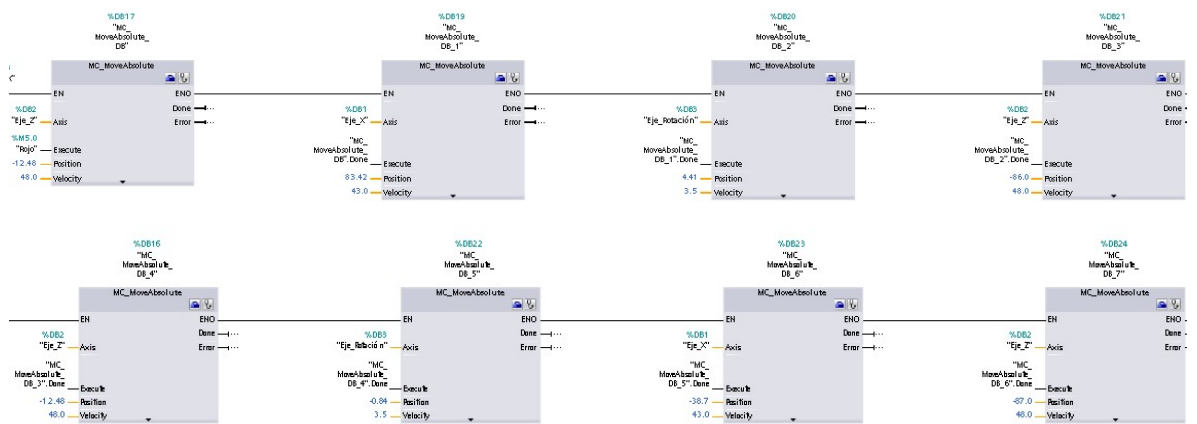 %DB17
"MC_
MoveAbsolute_
DB"
MC_MoveAbsolute
EN
ENO
Done
Error
%DB2
"Eje_Z"
Axis
%M5.0
"Rojo"
Execute
-12.48
Position
48.0
Velocity
%DB19
"MC_
MoveAbsolute_
DB_1"
MC_MoveAbsolute
EN
ENO
Done
Error
%DB1
"Eje_X"
Axis
"MC_
MoveAbsolute_
DB".Done
Execute
83.42
Position
43.0
Velocity
%DB20
"MC_
MoveAbsolute_
DB_2"
MC_MoveAbsolute
EN
ENO
Done
Error
%DB3
"Eje_Rotación"
Axis
"MC_
MoveAbsolute_
DB_1".Done
Execute
4.41
Position
3.5
Velocity
%DB21
"MC_
MoveAbsolute_
DB_3"
MC_MoveAbsolute
EN
ENO
Done
Error
%DB2
"Eje_Z"
Axis
"MC_
MoveAbsolute_
DB_2".Done
Execute
-86.0
Position
48.0
Velocity
%DB16
"MC_
MoveAbsolute_
DB_4"
MC_MoveAbsolute
EN
ENO
Done
Error
%DB2
"Eje_Z"
Axis
"MC_
MoveAbsolute_
DB_3".Done
Execute
-12.48
Position
48.0
Velocity
%DB22
"MC_
MoveAbsolute_
DB_5"
MC_MoveAbsolute
EN
ENO
Done
Error
%DB3
"Eje_Rotación"
Axis
"MC_
MoveAbsolute_
DB_4".Done
Execute
-0.84
Position
3.5
Velocity
%DB23
"MC_
MoveAbsolute_
DB_6"
MC_MoveAbsolute
EN
ENO
Done
Error
%DB1
"Eje_X"
Axis
"MC_
MoveAbsolute_
DB_5".Done
Execute
-38.7
Position
43.0
Velocity
%DB24
"MC_
MoveAbsolute_
DB_7"
MC_MoveAbsolute
EN
ENO
Done
Error
%DB2
"Eje_Z"
Axis
"MC_
MoveAbsolute_
DB_6".Done
Execute
-87.0
Position
48.0
Velocity